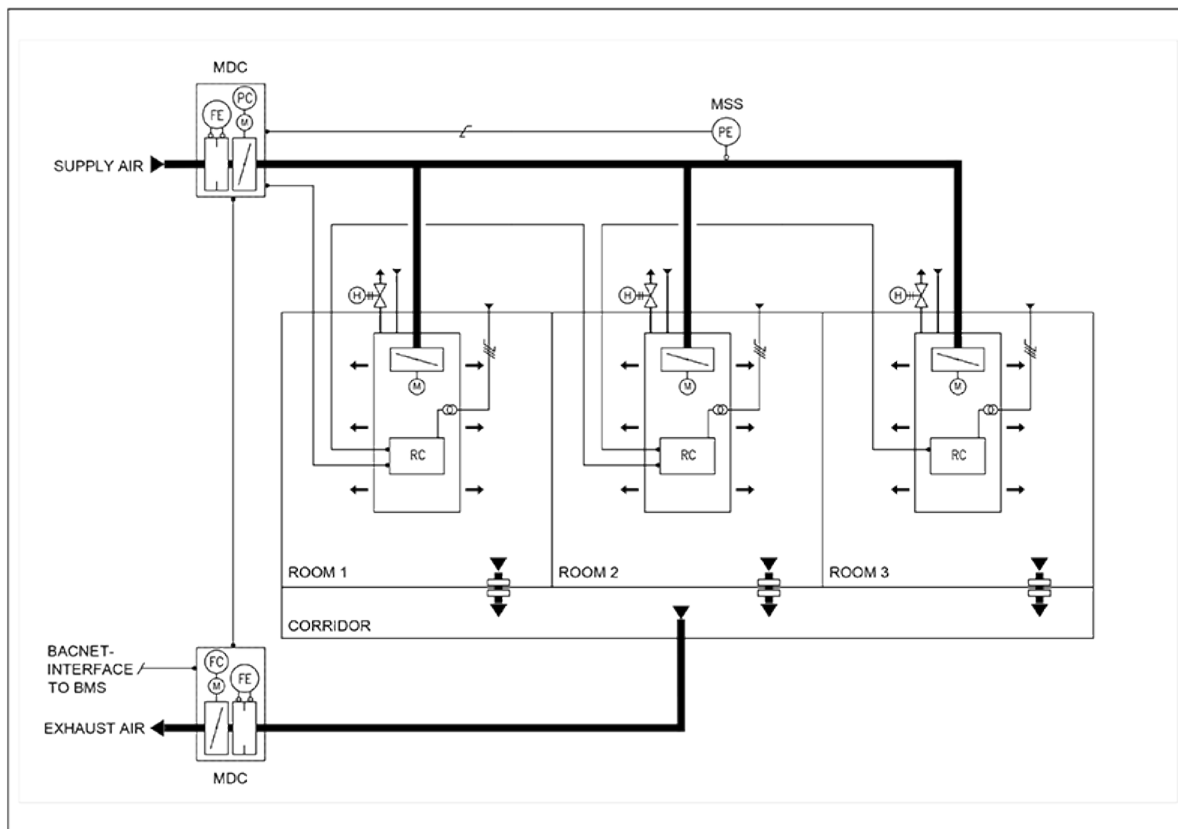 MDC
PC
FE
M
MSS
PE
SUPPLY AIR
H
H
H
M
M
M
RC
RC
RC
ROOM 1
ROOM 2
ROOM 3
CORRIDOR
BACNET-
INTERFACE
TO BMS
FC
FE
M
EXHAUST AIR
MDC